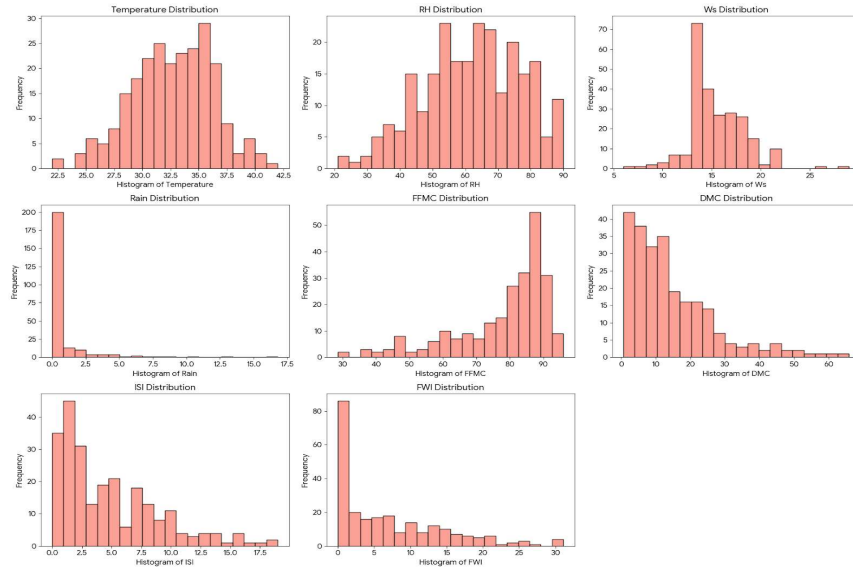 Temperature Distribution
30
25
20
15
10
5
0
Frequency
22.5 25.0 27.5 30.0 32.5 35.0 37.5 40.0 42.5
Histogram of Temperature
RH Distribution
20
15
10
5
0
Frequency
20 30 40 50 60 70 80 90
Histogram of RH
Ws Distribution
70
60
50
40
30
20
10
0
Frequency
5 10 15 20 25
Histogram of Ws
Rain Distribution
200
175
150
125
100
75
50
25
0
Frequency
0.0 2.5 5.0 7.5 10.0 12.5 15.0 17.5
Histogram of Rain
FFMC Distribution
50
40
30
20
10
0
Frequency
30 40 50 60 70 80 90
Histogram of FFMC
DMC Distribution
40
35
30
25
20
15
10
5
0
Frequency
0 10 20 30 40 50 60
Histogram of DMC
ISI Distribution
40
30
20
10
0
Frequency
0.0 2.5 5.0 7.5 10.0 12.5 15.0 17.5
Histogram of ISI
FWI Distribution
80
60
40
20
0
Frequency
0 5 10 15 20 25 30
Histogram of FWI